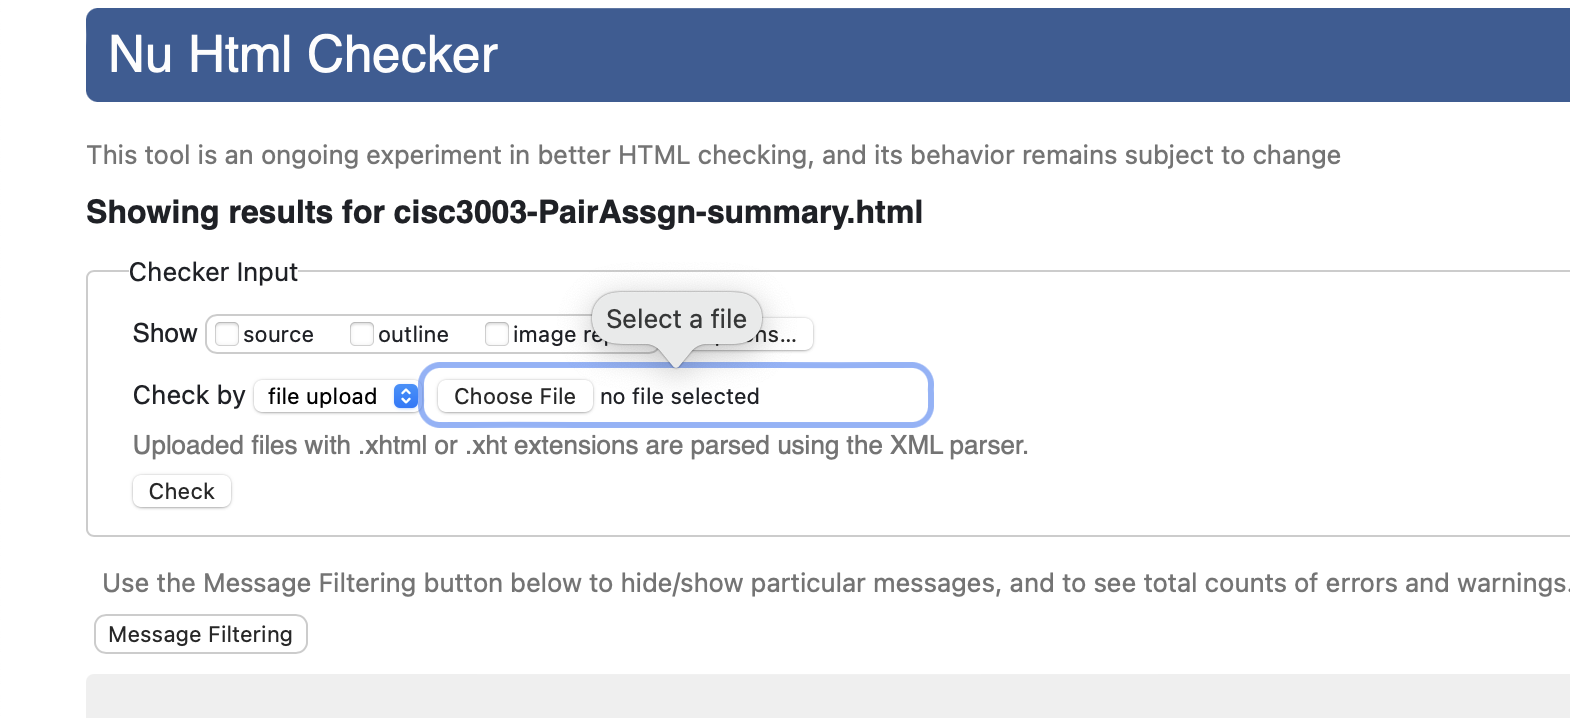 Nu Html Checker
This tool is an ongoing experiment in better HTML checking, and its behavior remains subject to change
Showing results for cisc3003-PairAssgn-summary.html
Checker Input
Select a file
Show source outline image
Check by file upload Choose File no file selected
Uploaded files with .xhtml or .xht extensions are parsed using the XML parser.
Check
Use the Message Filtering button below to hide/show particular messages, and to see total counts of errors and warnings.
Message Filtering